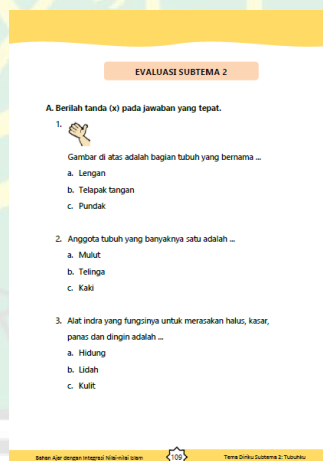 EVALUASI SUBTEMA 2
A. Berilah tanda (x) pada jawaban yang tepat.
1.
Gambar di atas adalah bagian tubuh yang bernama ...
a. Lengan
b. Telapak tangan
c. Pundak
2. Anggota tubuh yang banyaknya satu adalah ...
a. Mulut
b. Telinga
c. Kaki
3. Alat indra yang fungsinya untuk merasakan halus, kasar,
panas dan dingin adalah ...
a. Hidung
b. Lidah
c. Kulit
Bahan Ajar dengan Integrasi Nilai-nilai Islam 109 Tema Diriku Subtema 2: Tubuhku